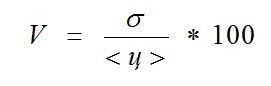 V = σ / <ц> * 100